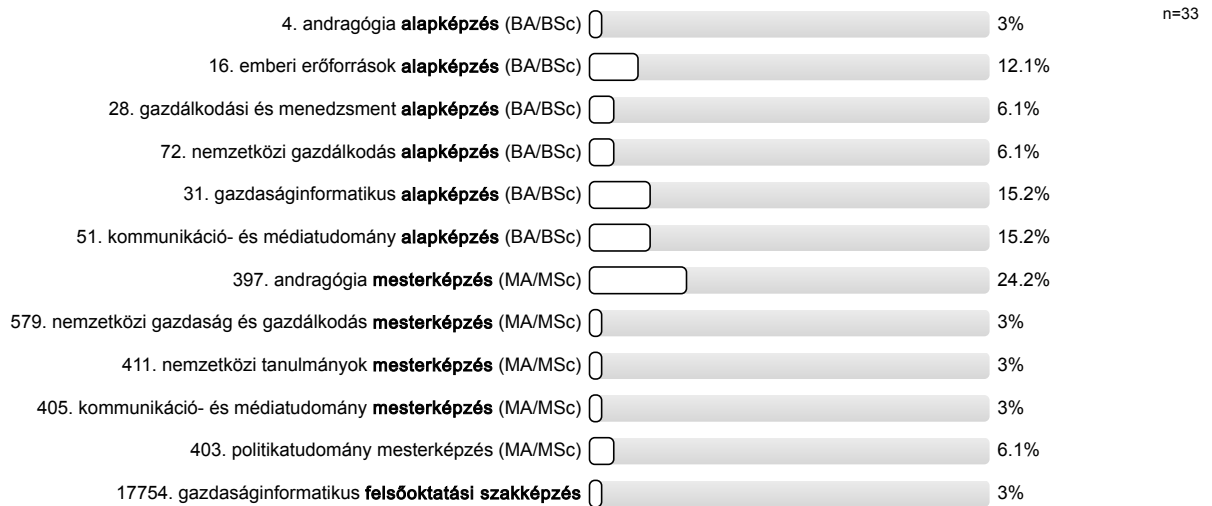 n=33
4. andragógia alapképzés (BA/BSc) 3%
16. emberi erőforrások alapképzés (BA/BSc) 12.1%
28. gazdálkodási és menedzsment alapképzés (BA/BSc) 6.1%
72. nemzetközi gazdálkodás alapképzés (BA/BSc) 6.1%
31. gazdaságinformatikus alapképzés (BA/BSc) 15.2%
51. kommunikáció- és médiatudomány alapképzés (BA/BSc) 15.2%
397. andragógia mesterképzés (MA/MSc) 24.2%
579. nemzetközi gazdaság és gazdálkodás mesterképzés (MA/MSc) 3%
411. nemzetközi tanulmányok mesterképzés (MA/MSc) 3%
405. kommunikáció- és médiatudomány mesterképzés (MA/MSc) 3%
403. politikatudomány mesterképzés (MA/MSc) 6.1%
17754. gazdaságinformatikus felsőoktatási szakképzés 3%